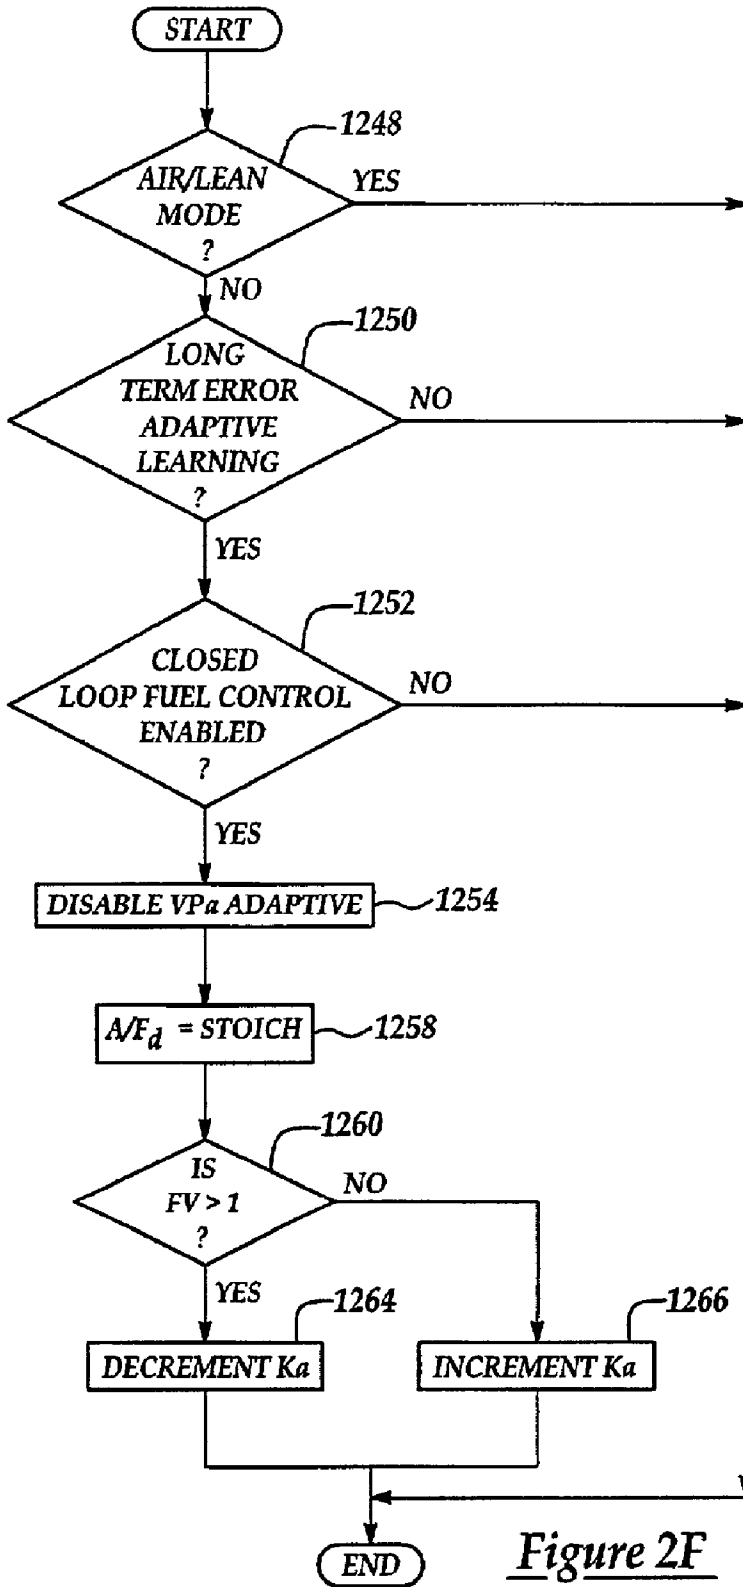 START
1248
AIR/LEAN
MODE
?
YES
NO
1250
LONG
TERM ERROR
ADAPTIVE
LEARNING
?
NO
YES
1252
CLOSED
LOOP FUEL CONTROL
ENABLED
?
NO
YES
DISABLE VPa ADAPTIVE
1254
A/Fd = STOICH
1258
1260
IS
FV > 1
?
NO
YES
1264
1266
DECREMENT Ka
INCREMENT Ka
END
Figure 2F